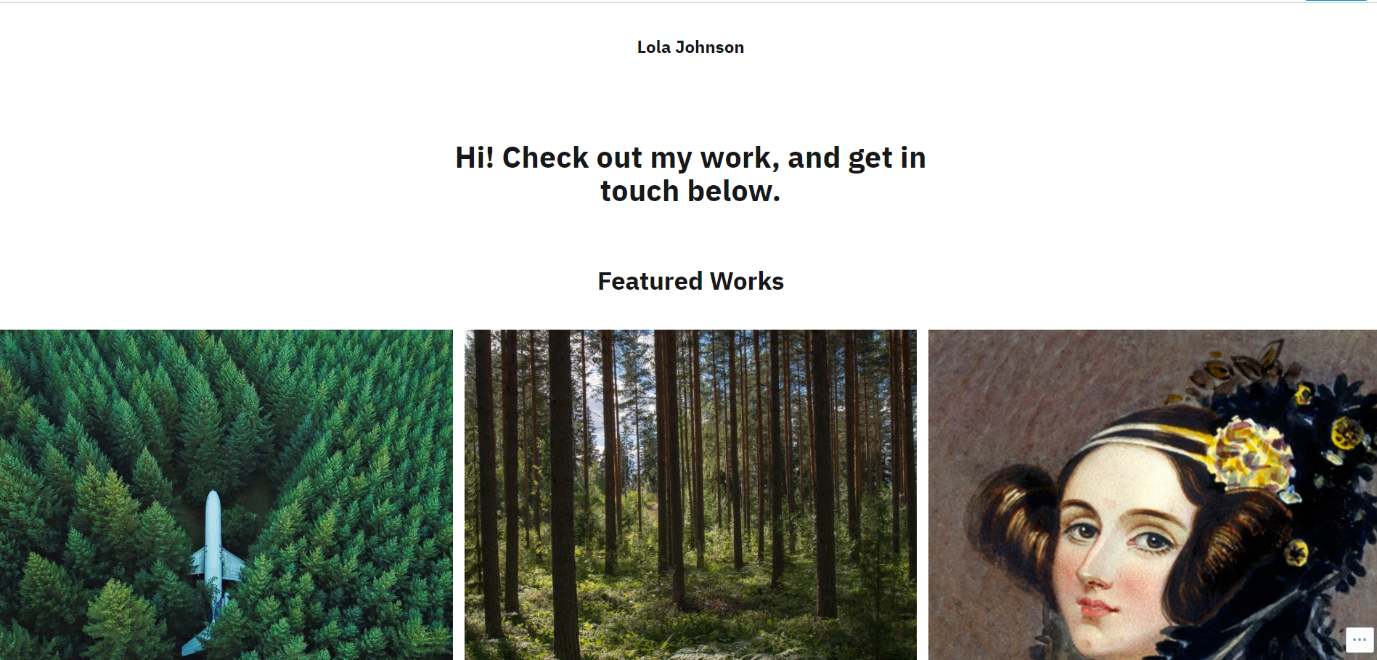 Lola Johnson
Hi! Check out my work, and get in
touch below.
Featured Works